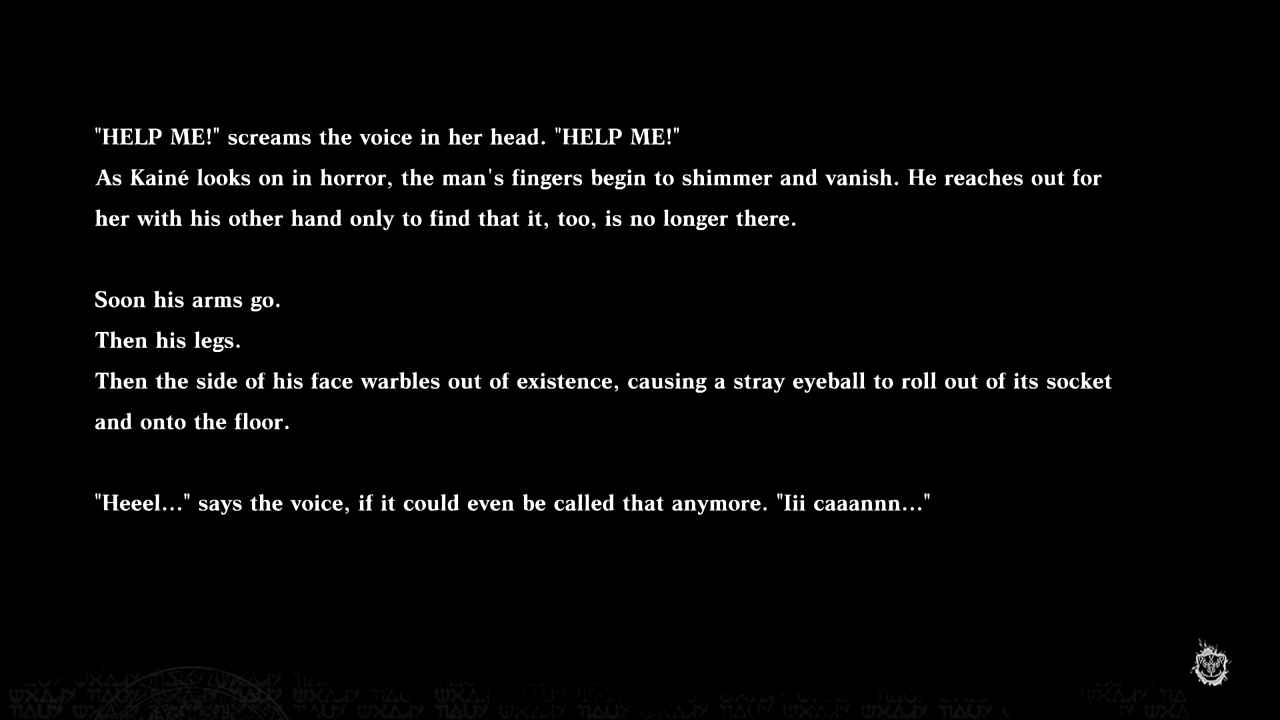 "HELP ME!" screams the voice in her head. "HELP ME!"
As Kainé looks on in horror, the man's fingers begin to shimmer and vanish. He reaches out for
her with his other hand only to find that it, too, is no longer there.
Soon his arms go.
Then his legs.
Then the side of his face warbles out of existence, causing a stray eyeball to roll out of its socket
and onto the floor.
"Heeel..." says the voice, if it could even be called that anymore. "Iii caaannn..."